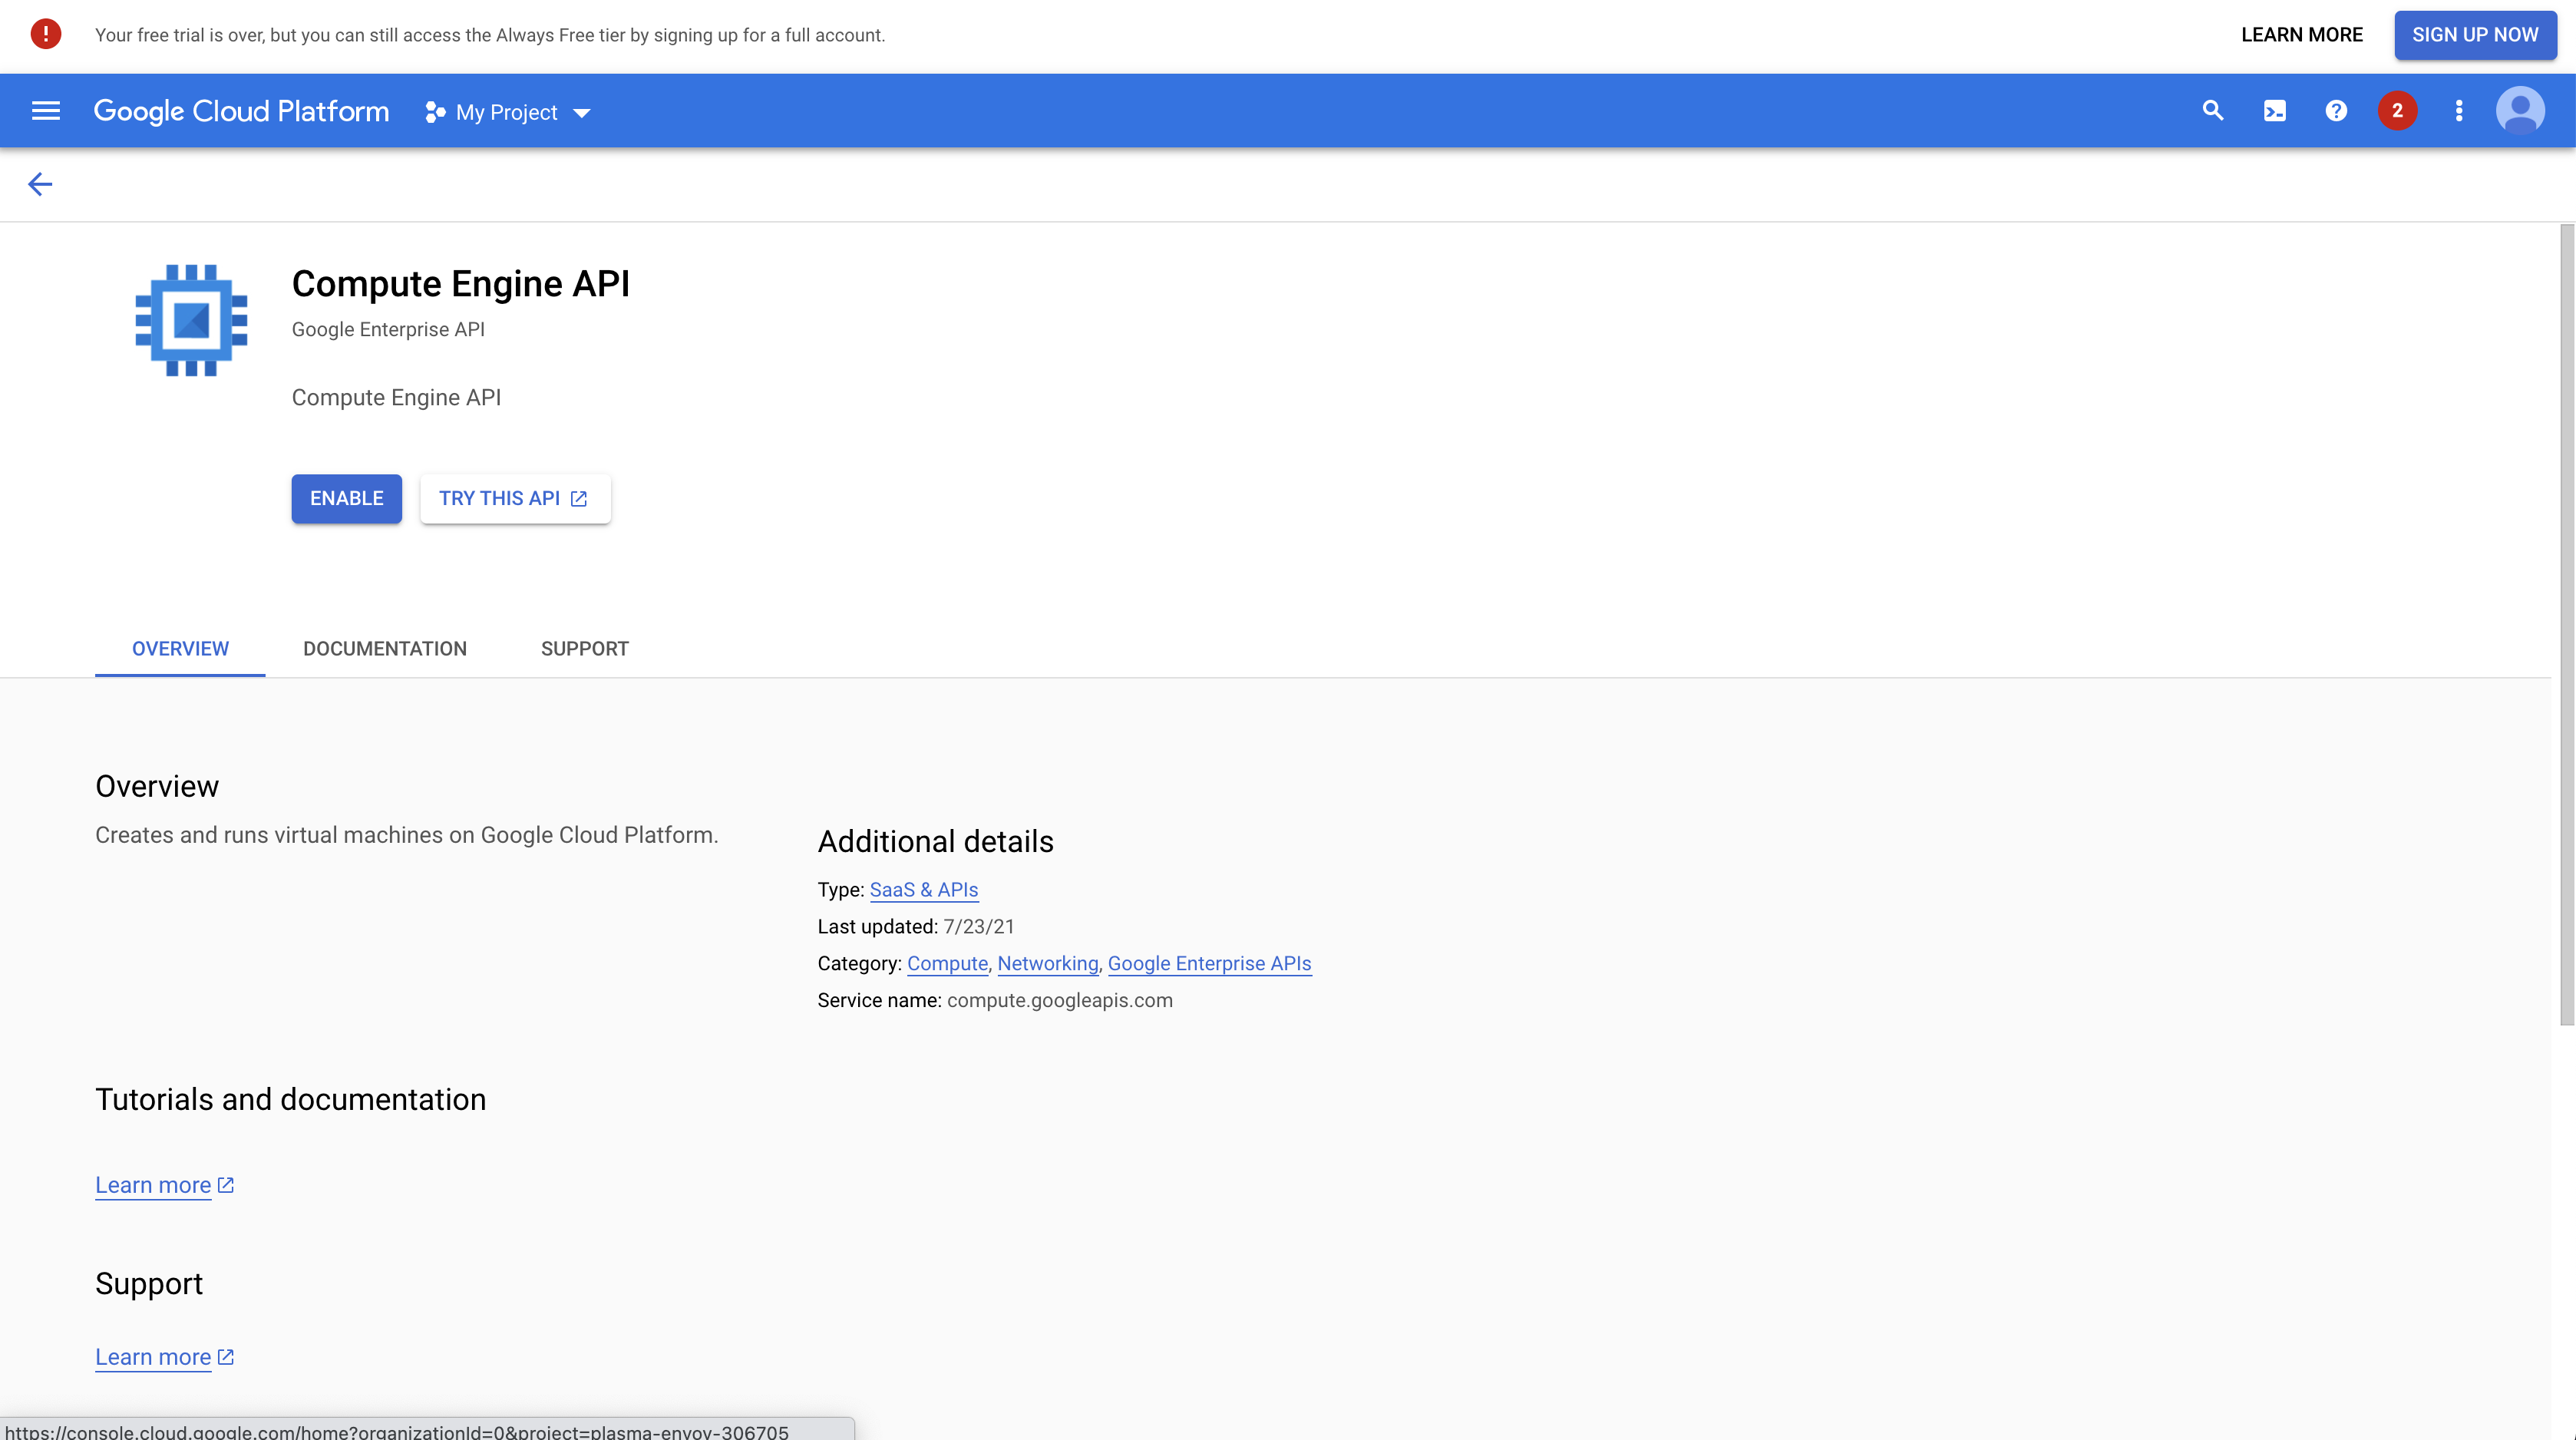 Your free trial is over, but you can still access the Always Free tier by signing up for a full account.
LEARN MORE
SIGN UP NOW
Google Cloud Platform
My Project
2
Compute Engine API
Google Enterprise API
Compute Engine API
ENABLE
TRY THIS API
OVERVIEW
DOCUMENTATION
SUPPORT
Overview
Creates and runs virtual machines on Google Cloud Platform.
Additional details
Type: SaaS & APIs
Last updated: 7/23/21
Category: Compute, Networking, Google Enterprise APIs
Service name: compute.googleapis.com
Tutorials and documentation
Learn more
Support
Learn more
https://console.cloud.google.com/home?organizationId=0&project=plasma-envoy-306705